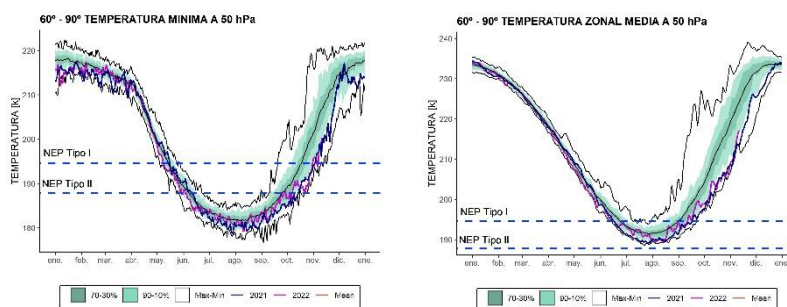 60º - 90º TEMPERATURA MINIMA A 50 hPa
220
210
200
190
180
TEMPERATURA [k]
NEP Tipo I
NEP Tipo II
ene. feb. mar. abr. may. jun. jul. ago. sep. oct. nov. dic. ene.
70-30% 90-10% Max-Min 2021 2022 Mean
60º - 90º TEMPERATURA ZONAL MEDIA A 50 hPa
240
230
220
210
200
190
TEMPERATURA [k]
NEP Tipo I
NEP Tipo II
ene. feb. mar. abr. may. jun. jul. ago. sep. oct. nov. dic. ene.
70-30% 90-10% Max-Min 2021 2022 Mean